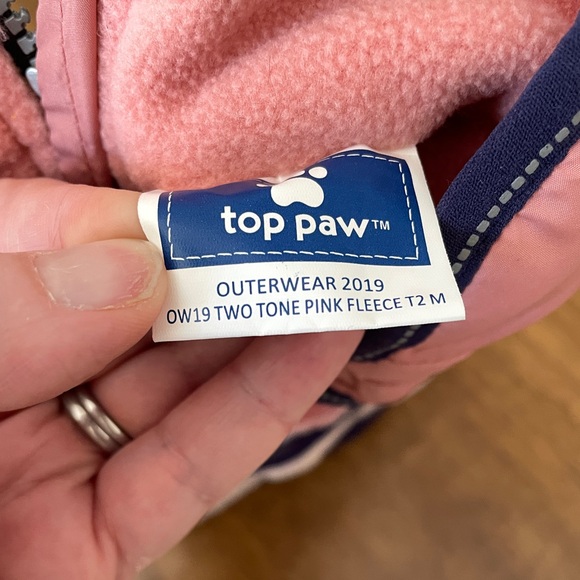 top paw™
OUTERWEAR 2019
OW19 TWO TONE PINK FLEECE T2 M